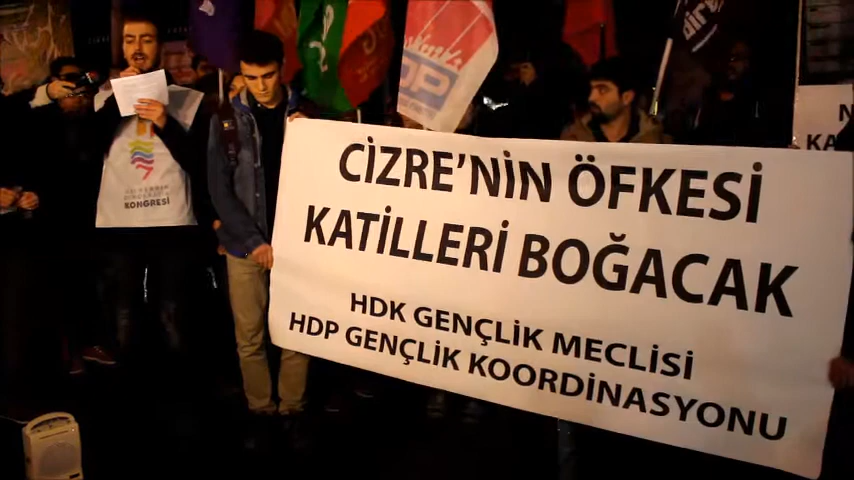 KONGRESİ
CİZRE'NİN ÖFKESİ
KATİLLERİ BOĞACAK
HDK GENÇLİK MECLİSİ
HDP GENÇLİK KOORDİNASYONU